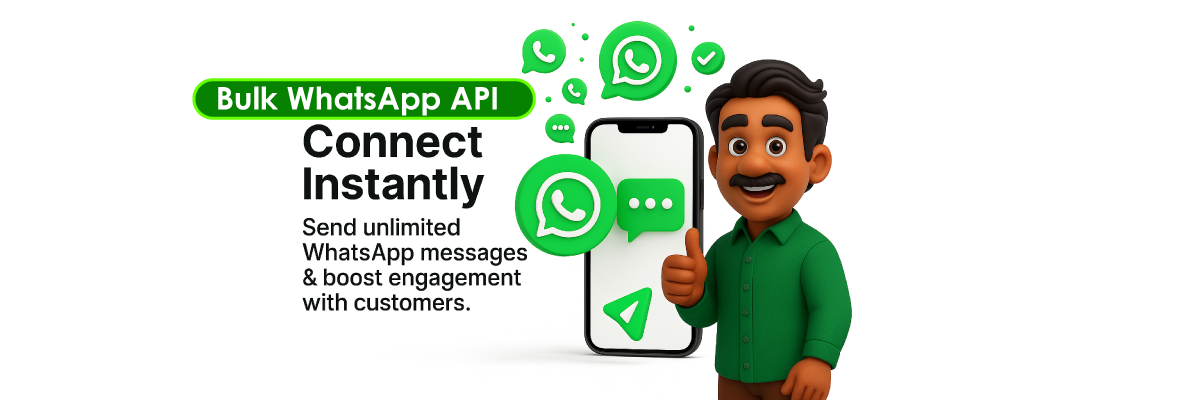 Bulk WhatsApp API
Connect
Instantly
Send unlimited
WhatsApp messages
& boost engagement
with customers.